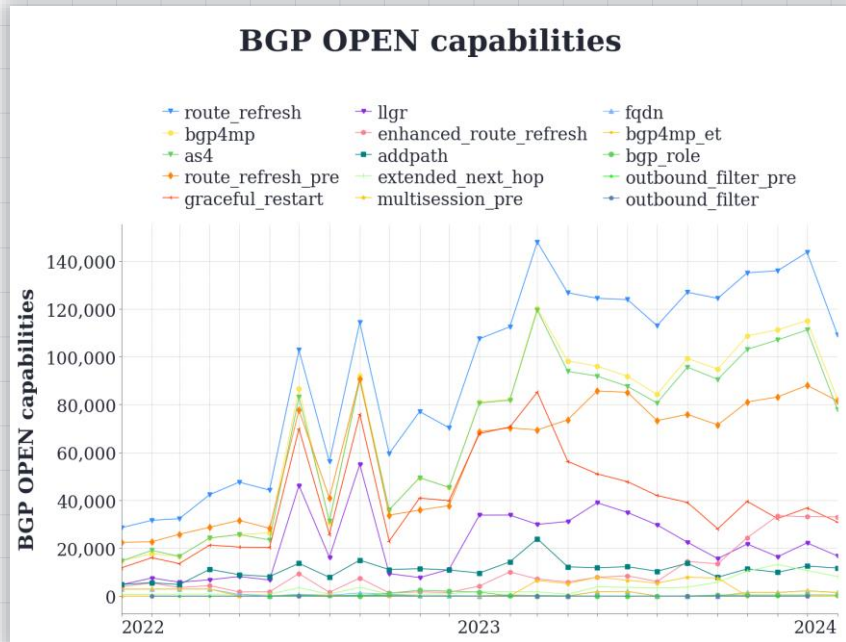 BGP OPEN capabilities
route_refresh
bgp4mp
as4
route_refresh_pre
graceful_restart
llgr
enhanced_route_refresh
addpath
extended_next_hop
multisession_pre
fqdn
bgp4mp_et
bgp_role
outbound_filter_pre
outbound_filter
BGP OPEN capabilities
140,000
120,000
100,000
80,000
60,000
40,000
20,000
0
2022
2023
2024